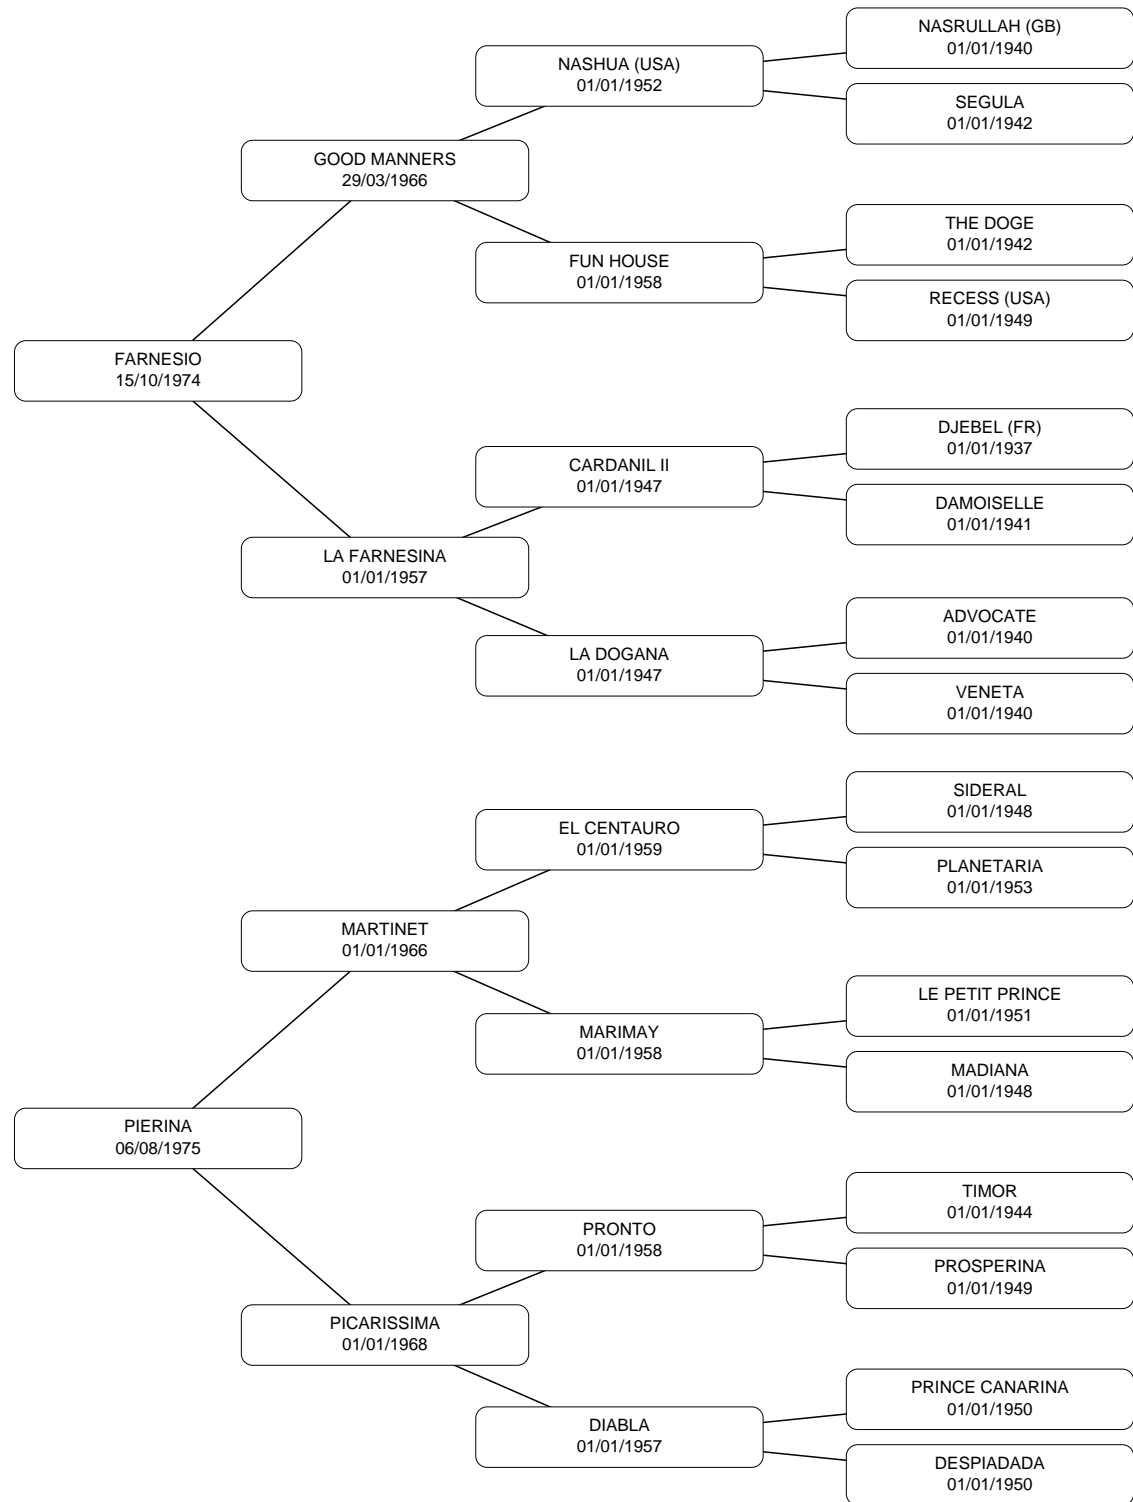 NASRULLAH (GB)
01/01/1940
NASHUA (USA)
01/01/1952
SEGULA
01/01/1942
GOOD MANNERS
29/03/1966
THE DOGE
01/01/1942
FUN HOUSE
01/01/1958
RECESS (USA)
01/01/1949
FARNESIO
15/10/1974
DJEBEL (FR)
01/01/1937
CARDANIL II
01/01/1947
DAMOISELLE
01/01/1941
LA FARNESINA
01/01/1957
ADVOCATE
01/01/1940
LA DOGANA
01/01/1947
VENETA
01/01/1940
SIDERAL
01/01/1948
EL CENTAURO
01/01/1959
PLANETARIA
01/01/1953
MARTINET
01/01/1966
LE PETIT PRINCE
01/01/1951
MARIMAY
01/01/1958
MADIANA
01/01/1948
PIERINA
06/08/1975
TIMOR
01/01/1944
PRONTO
01/01/1958
PROSPERINA
01/01/1949
PICARISSIMA
01/01/1968
PRINCE CANARINA
01/01/1950
DIABLA
01/01/1957
DESPIADADA
01/01/1950